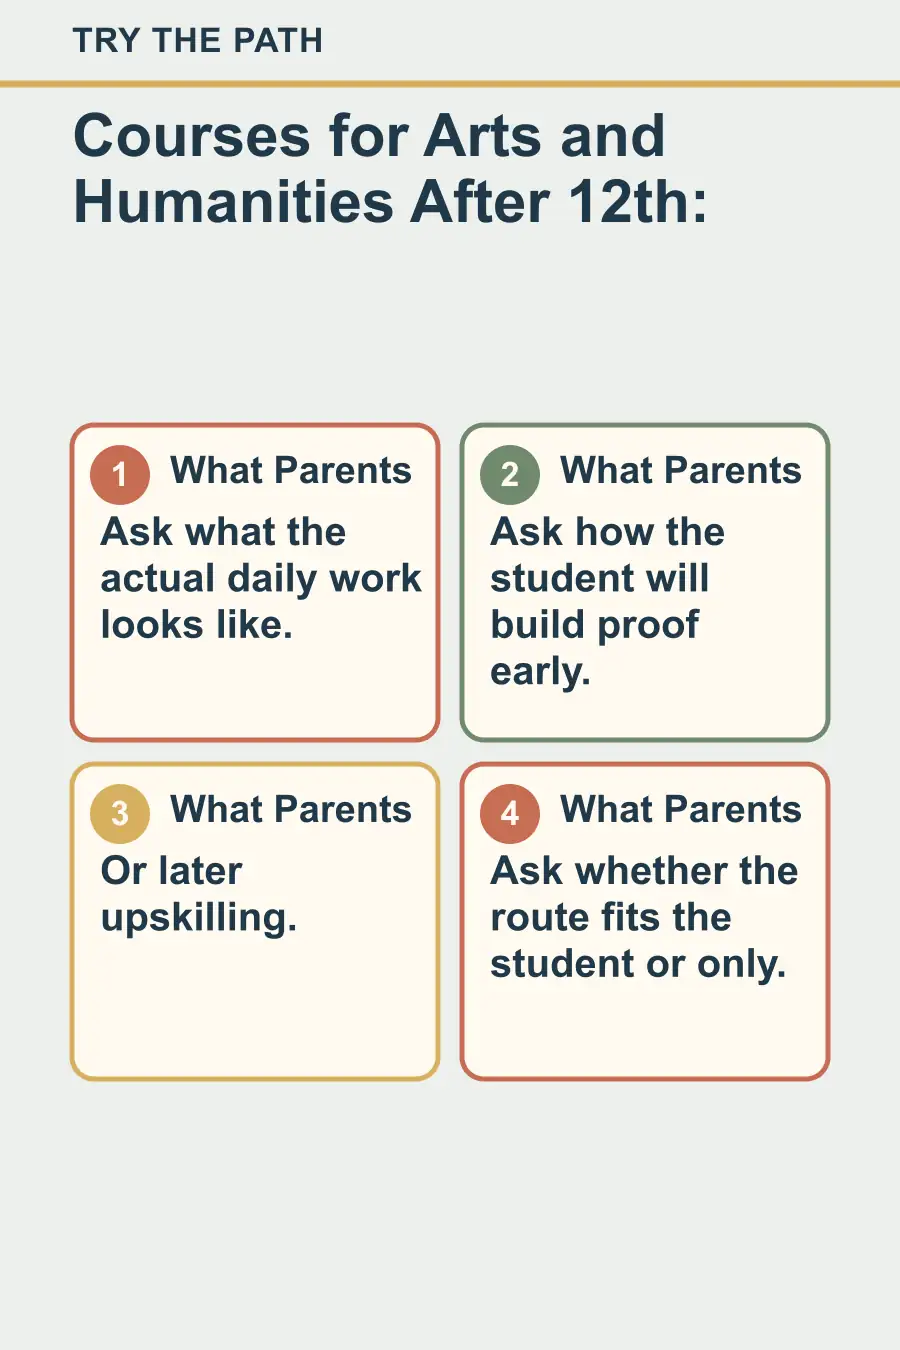 TRY THE PATH
Courses for Arts and
Humanities After 12th:
1 What Parents
Ask what the
actual daily work
looks like.
2 What Parents
Ask how the
student will
build proof
early.
3 What Parents
Or later
upskilling.
4 What Parents
Ask whether the
route fits the
student or only.